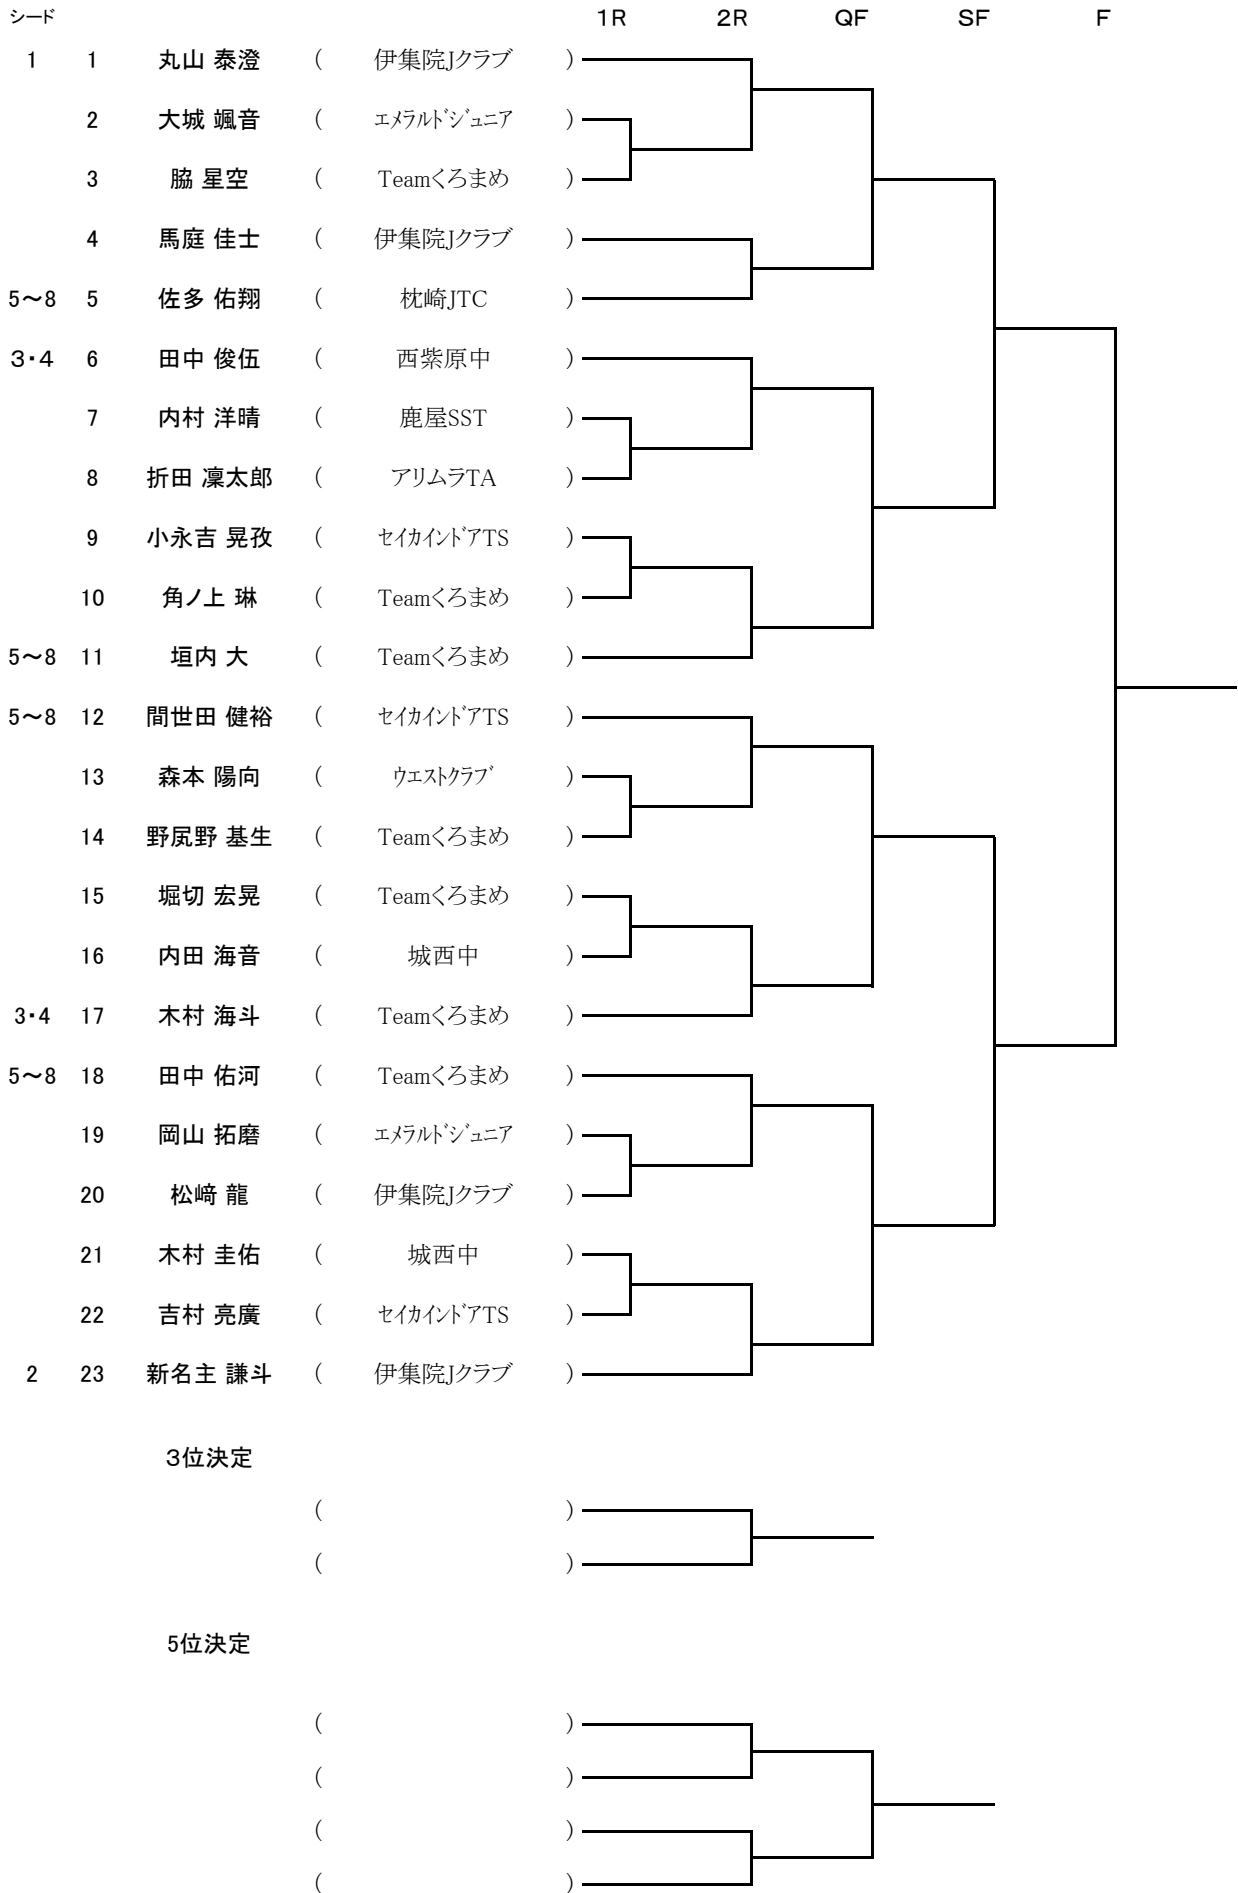 シード 1R 2R QF SF F
1 1 丸山 泰澄 ( 伊集院Jクラブ )
2 大城 颯音 ( エメラルドジュニア )
3 脇 星空 ( Teamくろまめ )
4 馬庭 佳士 ( 伊集院Jクラブ )
5～8 5 佐多 佑翔 ( 枕崎JTC )
3・4 6 田中 俊伍 ( 西紫原中 )
7 内村 洋晴 ( 鹿屋SST )
8 折田 凜太郎 ( アリムラTA )
9 小永吉 晃孜 ( セイカインドアTS )
10 角ノ上 琳 ( Teamくろまめ )
5～8 11 垣内 大 ( Teamくろまめ )
5～8 12 間世田 健裕 ( セイカインドアTS )
13 森本 陽向 ( ウエストクラブ )
14 野尻野 基生 ( Teamくろまめ )
15 堀切 宏晃 ( Teamくろまめ )
16 内田 海音 ( 城西中 )
3・4 17 木村 海斗 ( Teamくろまめ )
5～8 18 田中 佑河 ( Teamくろまめ )
19 岡山 拓磨 ( エメラルドジュニア )
20 松﨑 龍 ( 伊集院Jクラブ )
21 木村 圭佑 ( 城西中 )
22 吉村 亮廣 ( セイカインドアTS )
2 23 新名主 謙斗 ( 伊集院Jクラブ )
3位決定
( )
( )
5位決定
( )
( )
( )
( )